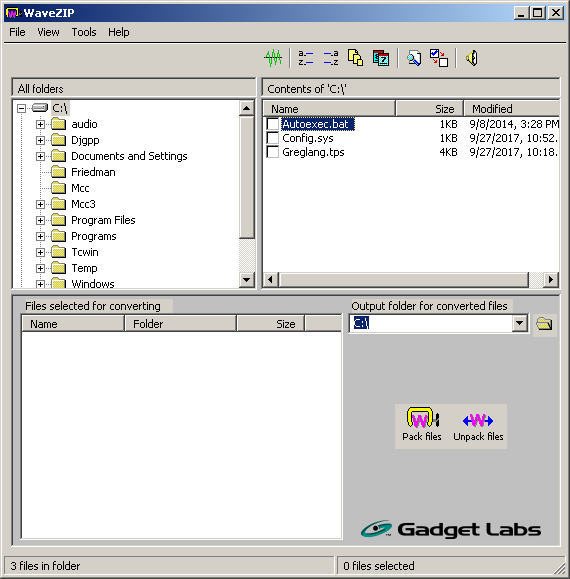 WaveZIP
File View Tools Help
a.— z.— —a. —z.
All folders
Contents of 'C:\'
C:\
audio
Djgpp
Documents and Settings
Friedman
Mcc
Mcc3
Program Files
Programs
Tcwin
Temp
Windows
Name Size Modified
Autoexec.bat 1KB 9/8/2014, 3:28 PM
Config.sys 1KB 9/27/2017, 10:52.
Greglang.tps 4KB 9/27/2017, 10:18.
Files selected for converting
Name Folder Size
Output folder for converted files
C:\
Pack files Unpack files
Gadget Labs
3 files in folder
0 files selected